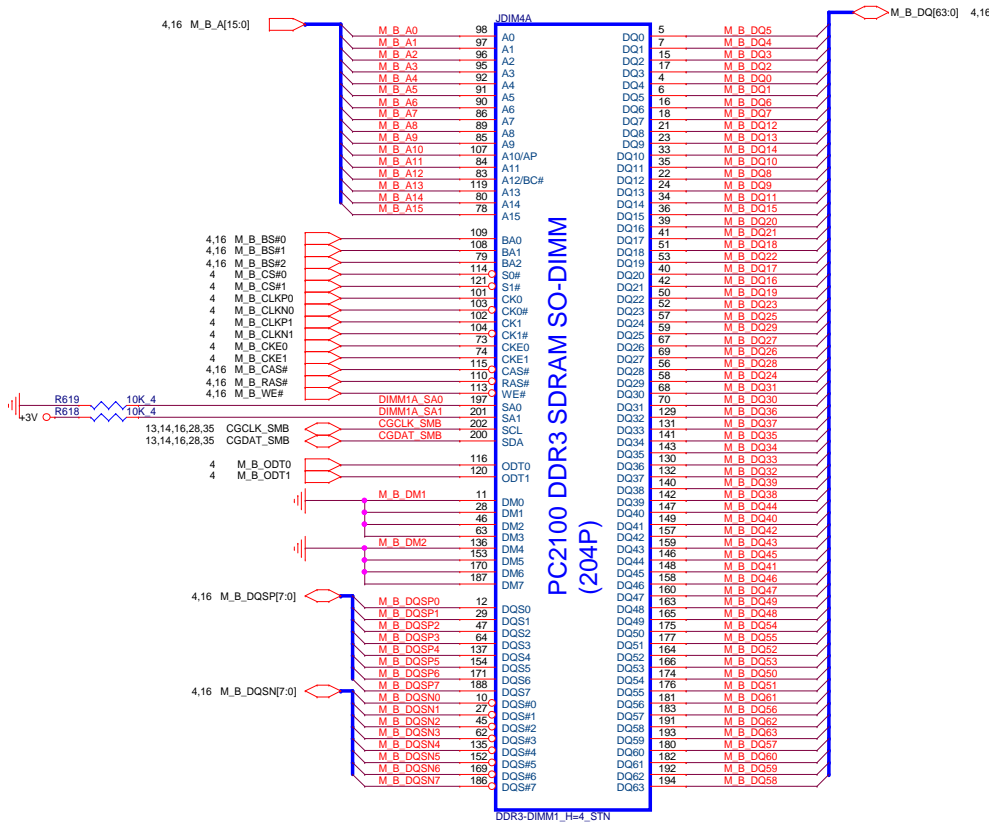 4,16 M_B_A[15:0]
JDIM4A
M_B_DQ[63:0] 4,16
M_B_A0 98 A0
M_B_A1 97 A1
M_B_A2 96 A2
M_B_A3 95 A3
M_B_A4 92 A4
M_B_A5 91 A5
M_B_A6 90 A6
M_B_A7 86 A7
M_B_A8 89 A8
M_B_A9 85 A9
M_B_A10 107 A10/AP
M_B_A11 84 A11
M_B_A12 83 A12/BC#
M_B_A13 119 A13
M_B_A14 80 A14
M_B_A15 78 A15
4,16 M_B_BS#0 109 BA0
4,16 M_B_BS#1 108 BA1
4,16 M_B_BS#2 79 BA2
4 M_B_CS#0 114 S0#
4 M_B_CS#1 121 S1#
4 M_B_CLKP0 101 CK0
4 M_B_CLKN0 103 CK0#
4 M_B_CLKP1 102 CK1
4 M_B_CLKN1 104 CK1#
4 M_B_CKE0 73 CKE0
4 M_B_CKE1 74 CKE1
4,16 M_B_CAS# 115 CAS#
4,16 M_B_RAS# 110 RAS#
4,16 M_B_WE# 113 WE#
R619 10K_4 DIMM1A_SA0 197 SA0
+3V R618 10K_4 DIMM1A_SA1 201 SA1
13,14,16,28,35 CGCLK_SMB CGCLK_SMB 202 SCL
13,14,16,28,35 CGDAT_SMB CGDAT_SMB 200 SDA
4 M_B_ODT0 116 ODT0
4 M_B_ODT1 120 ODT1
M_B_DM1 11 DM0
28 DM1
46 DM2
63 DM3
M_B_DM2 136 DM4
153 DM5
170 DM6
187 DM7
4,16 M_B_DQSP[7:0]
M_B_DQSP0 12 DQS0
M_B_DQSP1 29 DQS1
M_B_DQSP2 47 DQS2
M_B_DQSP3 64 DQS3
M_B_DQSP4 137 DQS4
M_B_DQSP5 154 DQS5
M_B_DQSP6 171 DQS6
M_B_DQSP7 188 DQS7
4,16 M_B_DQSN[7:0]
M_B_DQSN0 10 DQS#0
M_B_DQSN1 27 DQS#1
M_B_DQSN2 45 DQS#2
M_B_DQSN3 62 DQS#3
M_B_DQSN4 135 DQS#4
M_B_DQSN5 152 DQS#5
M_B_DQSN6 169 DQS#6
M_B_DQSN7 186 DQS#7
PC2100 DDR3 SDRAM SO-DIMM
(204P)
DQ0 5 M_B_DQ5
DQ1 7 M_B_DQ4
DQ2 15 M_B_DQ3
DQ3 17 M_B_DQ2
DQ4 4 M_B_DQ0
DQ5 6 M_B_DQ1
DQ6 16 M_B_DQ6
DQ7 18 M_B_DQ7
DQ8 21 M_B_DQ12
DQ9 23 M_B_DQ13
DQ10 33 M_B_DQ14
DQ11 35 M_B_DQ10
DQ12 22 M_B_DQ8
DQ13 24 M_B_DQ9
DQ14 34 M_B_DQ11
DQ15 36 M_B_DQ15
DQ16 39 M_B_DQ20
DQ17 41 M_B_DQ21
DQ18 51 M_B_DQ18
DQ19 53 M_B_DQ22
DQ20 40 M_B_DQ17
DQ21 42 M_B_DQ16
DQ22 50 M_B_DQ19
DQ23 52 M_B_DQ23
DQ24 57 M_B_DQ25
DQ25 59 M_B_DQ29
DQ26 67 M_B_DQ27
DQ27 69 M_B_DQ26
DQ28 56 M_B_DQ28
DQ29 58 M_B_DQ24
DQ30 68 M_B_DQ31
DQ31 70 M_B_DQ30
DQ32 129 M_B_DQ36
DQ33 131 M_B_DQ37
DQ34 141 M_B_DQ35
DQ35 143 M_B_DQ34
DQ36 130 M_B_DQ33
DQ37 132 M_B_DQ32
DQ38 140 M_B_DQ39
DQ39 142 M_B_DQ38
DQ40 147 M_B_DQ44
DQ41 149 M_B_DQ40
DQ42 157 M_B_DQ42
DQ43 159 M_B_DQ43
DQ44 146 M_B_DQ45
DQ45 148 M_B_DQ41
DQ46 158 M_B_DQ46
DQ47 160 M_B_DQ47
DQ48 163 M_B_DQ49
DQ49 165 M_B_DQ48
DQ50 175 M_B_DQ54
DQ51 177 M_B_DQ55
DQ52 164 M_B_DQ52
DQ53 166 M_B_DQ53
DQ54 174 M_B_DQ50
DQ55 176 M_B_DQ51
DQ56 181 M_B_DQ61
DQ57 183 M_B_DQ56
DQ58 191 M_B_DQ62
DQ59 193 M_B_DQ63
DQ60 180 M_B_DQ57
DQ61 182 M_B_DQ60
DQ62 192 M_B_DQ59
DQ63 194 M_B_DQ58
DDR3-DIMM1_H=4_STN